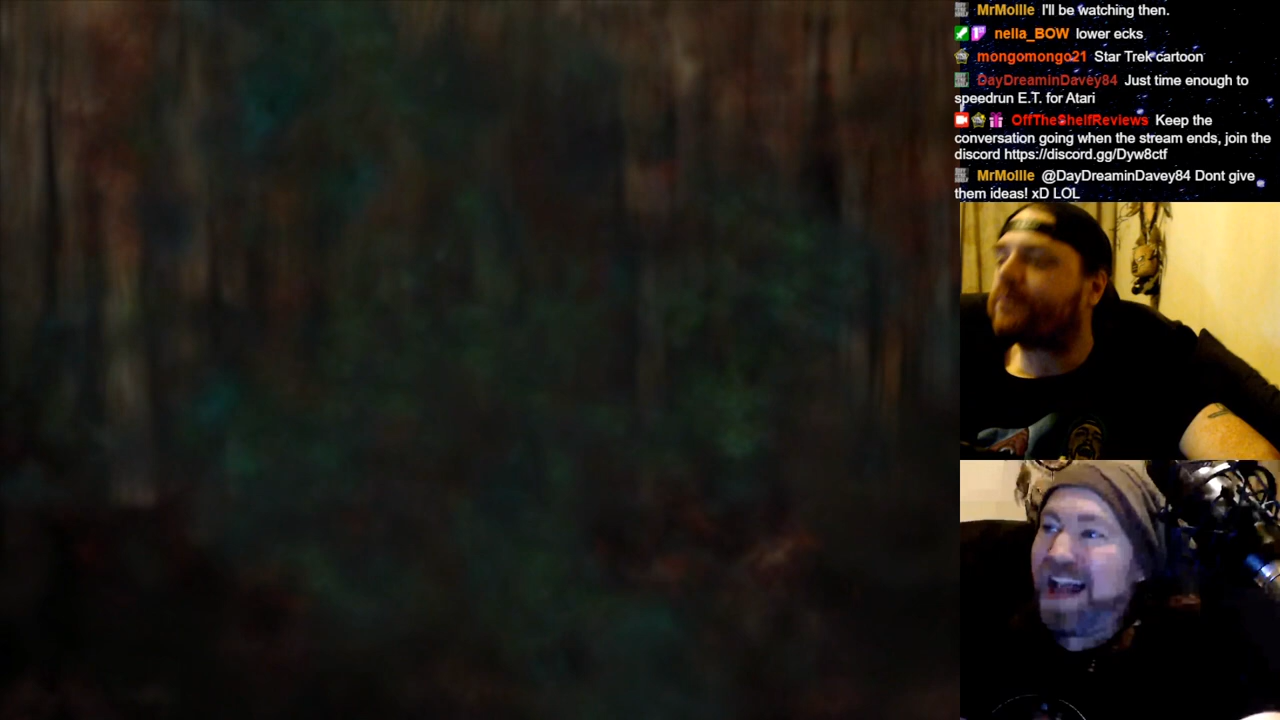 MrMollie I'll be watching then.
nella_BOW lower ecks
mongomongo21 Star Trek cartoon
DayDreaminDavey84 Just time enough to
speedrun E.T. for Atari
OffTheShelfReviews Keep the
conversation going when the stream ends, join the
discord https://discord.gg/Dyw8ctf
MrMollie @DayDreaminDavey84 Dont give
them ideas! xD LOL